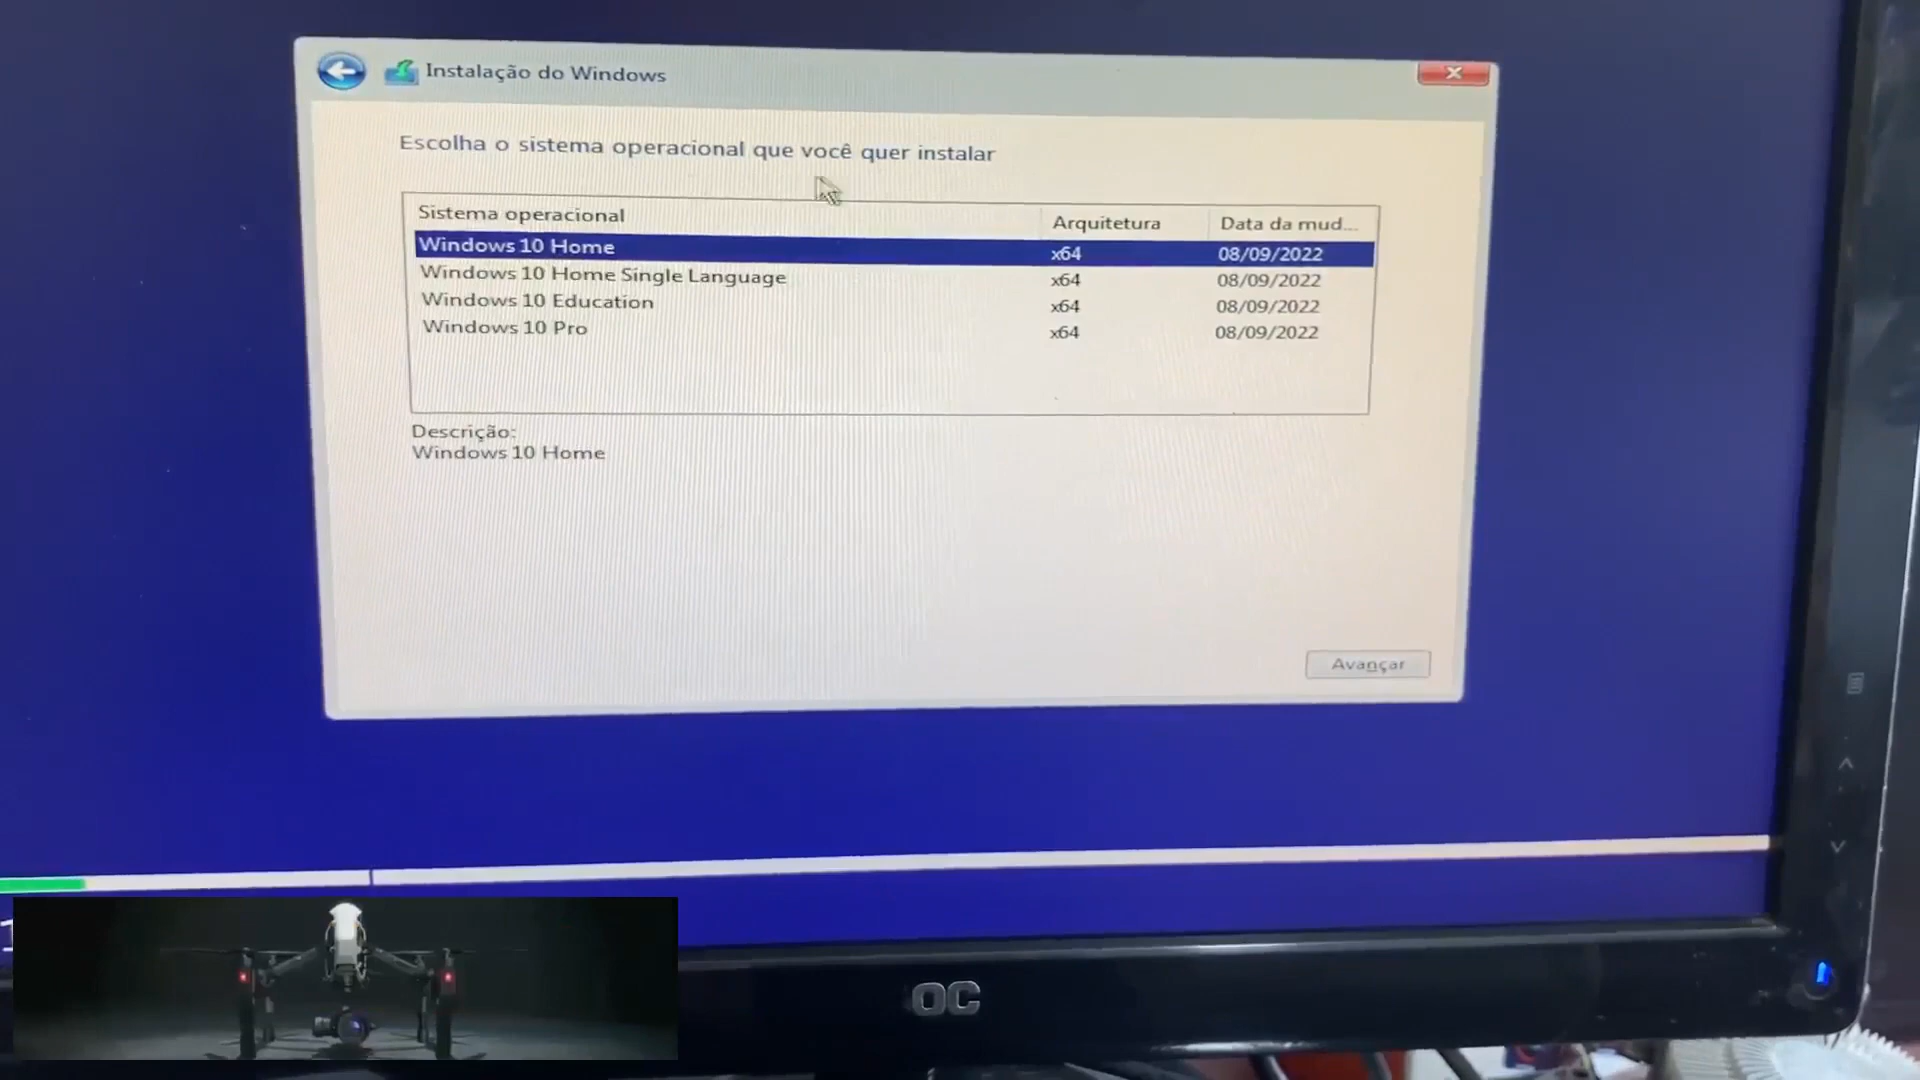 Instalação do Windows
Escolha o sistema operacional que você quer instalar
Sistema operacional Arquitetura Data da mud...
Windows 10 Home x64 08/09/2022
Windows 10 Home Single Language x64 08/09/2022
Windows 10 Education x64 08/09/2022
Windows 10 Pro x64 08/09/2022
Descrição:
Windows 10 Home
Avançar
OC